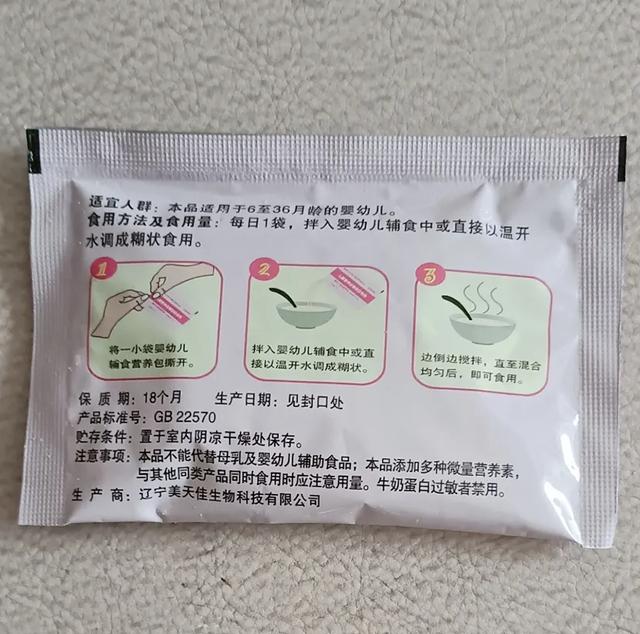 适宜人群：本品适用于6至36月龄的婴幼儿。
食用方法及食用量：每日1袋，拌入婴幼儿辅食中或直接以温开
水调成糊状食用。
1
将一小袋婴幼儿
辅食营养包撕开。
2
拌入婴幼儿辅食中或直
接以温开水调成糊状。
3
边倒边搅拌，直至混合
均匀后，即可食用。
保 质 期：18个月 生产日期：见封口处
产品标准号：GB 22570
贮存条件：置于室内阴凉干燥处保存。
注意事项：本品不能代替母乳及婴幼儿辅助食品；本品添加多种微量营养素，
与其他同类产品同时食用时应注意用量。牛奶蛋白过敏者禁用。
生 产 商：辽宁美天佳生物科技有限公司